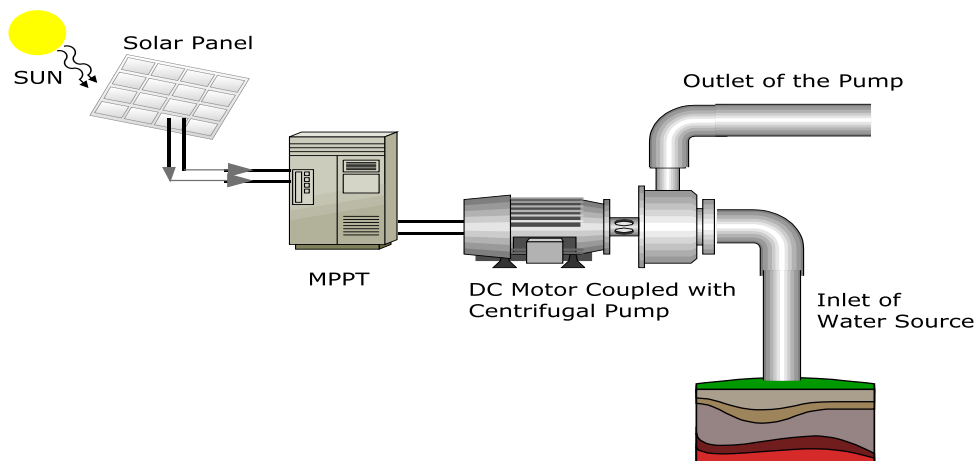 Solar Panel
SUN
Outlet of the Pump
MPPT
DC Motor Coupled with
Centrifugal Pump
Inlet of
Water Source